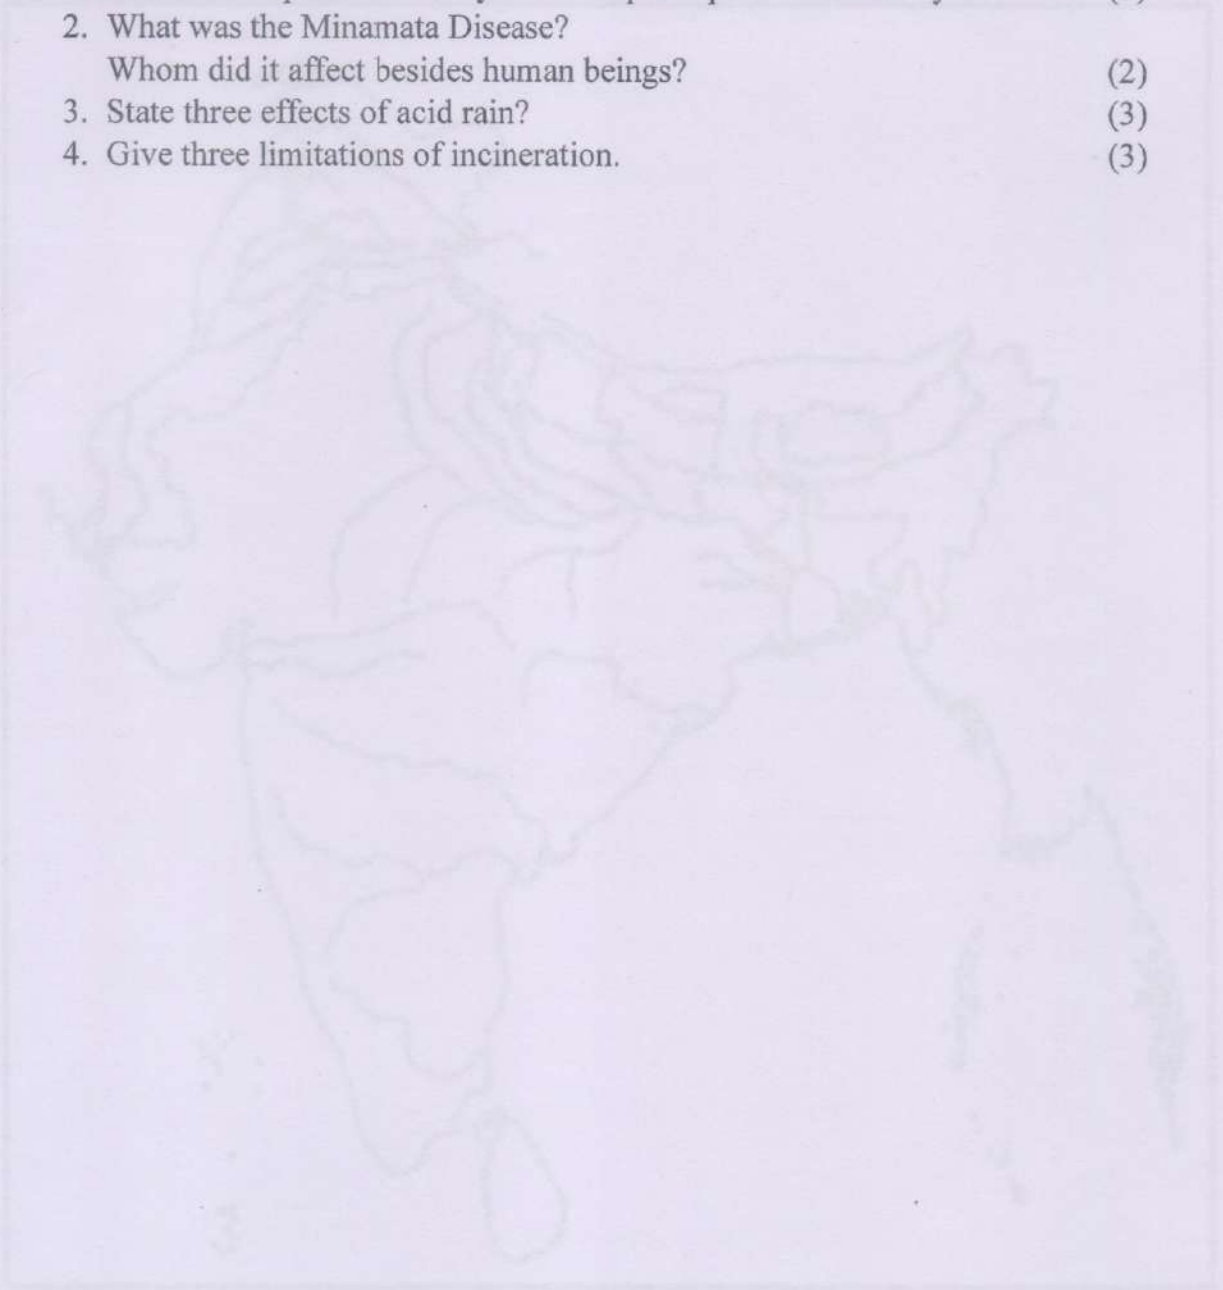 2. What was the Minamata Disease?
Whom did it affect besides human beings? (2)
3. State three effects of acid rain? (3)
4. Give three limitations of incineration. (3)